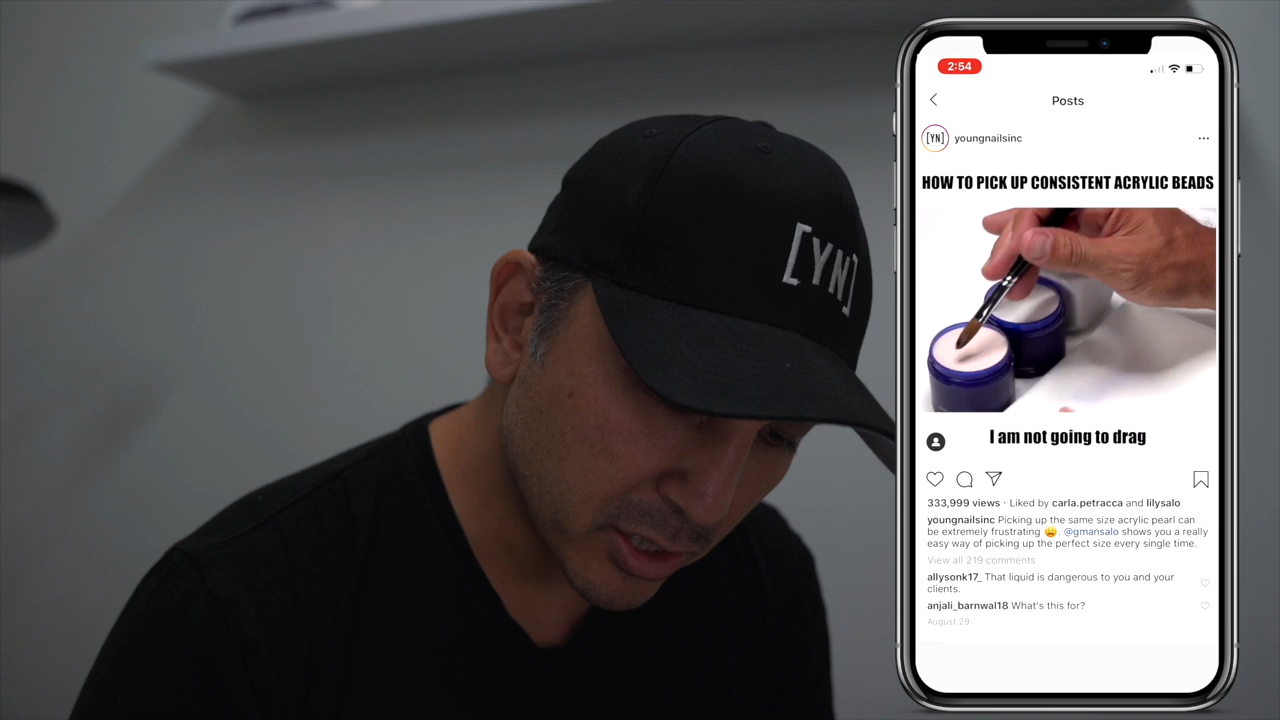 [YN]
2:54
Posts
[YN] youngnailsinc
HOW TO PICK UP CONSISTENT ACRYLIC BEADS
I am not going to drag
333,999 views · Liked by carla.petracca and lilysalo
youngnailsinc Picking up the same size acrylic pearl can
be extremely frustrating 😩. @gmansalo shows you a really
easy way of picking up the perfect size every single time.
View all 219 comments
allysonk17_ That liquid is dangerous to you and your
clients.
anjali_barnwal18 What's this for?
August 29